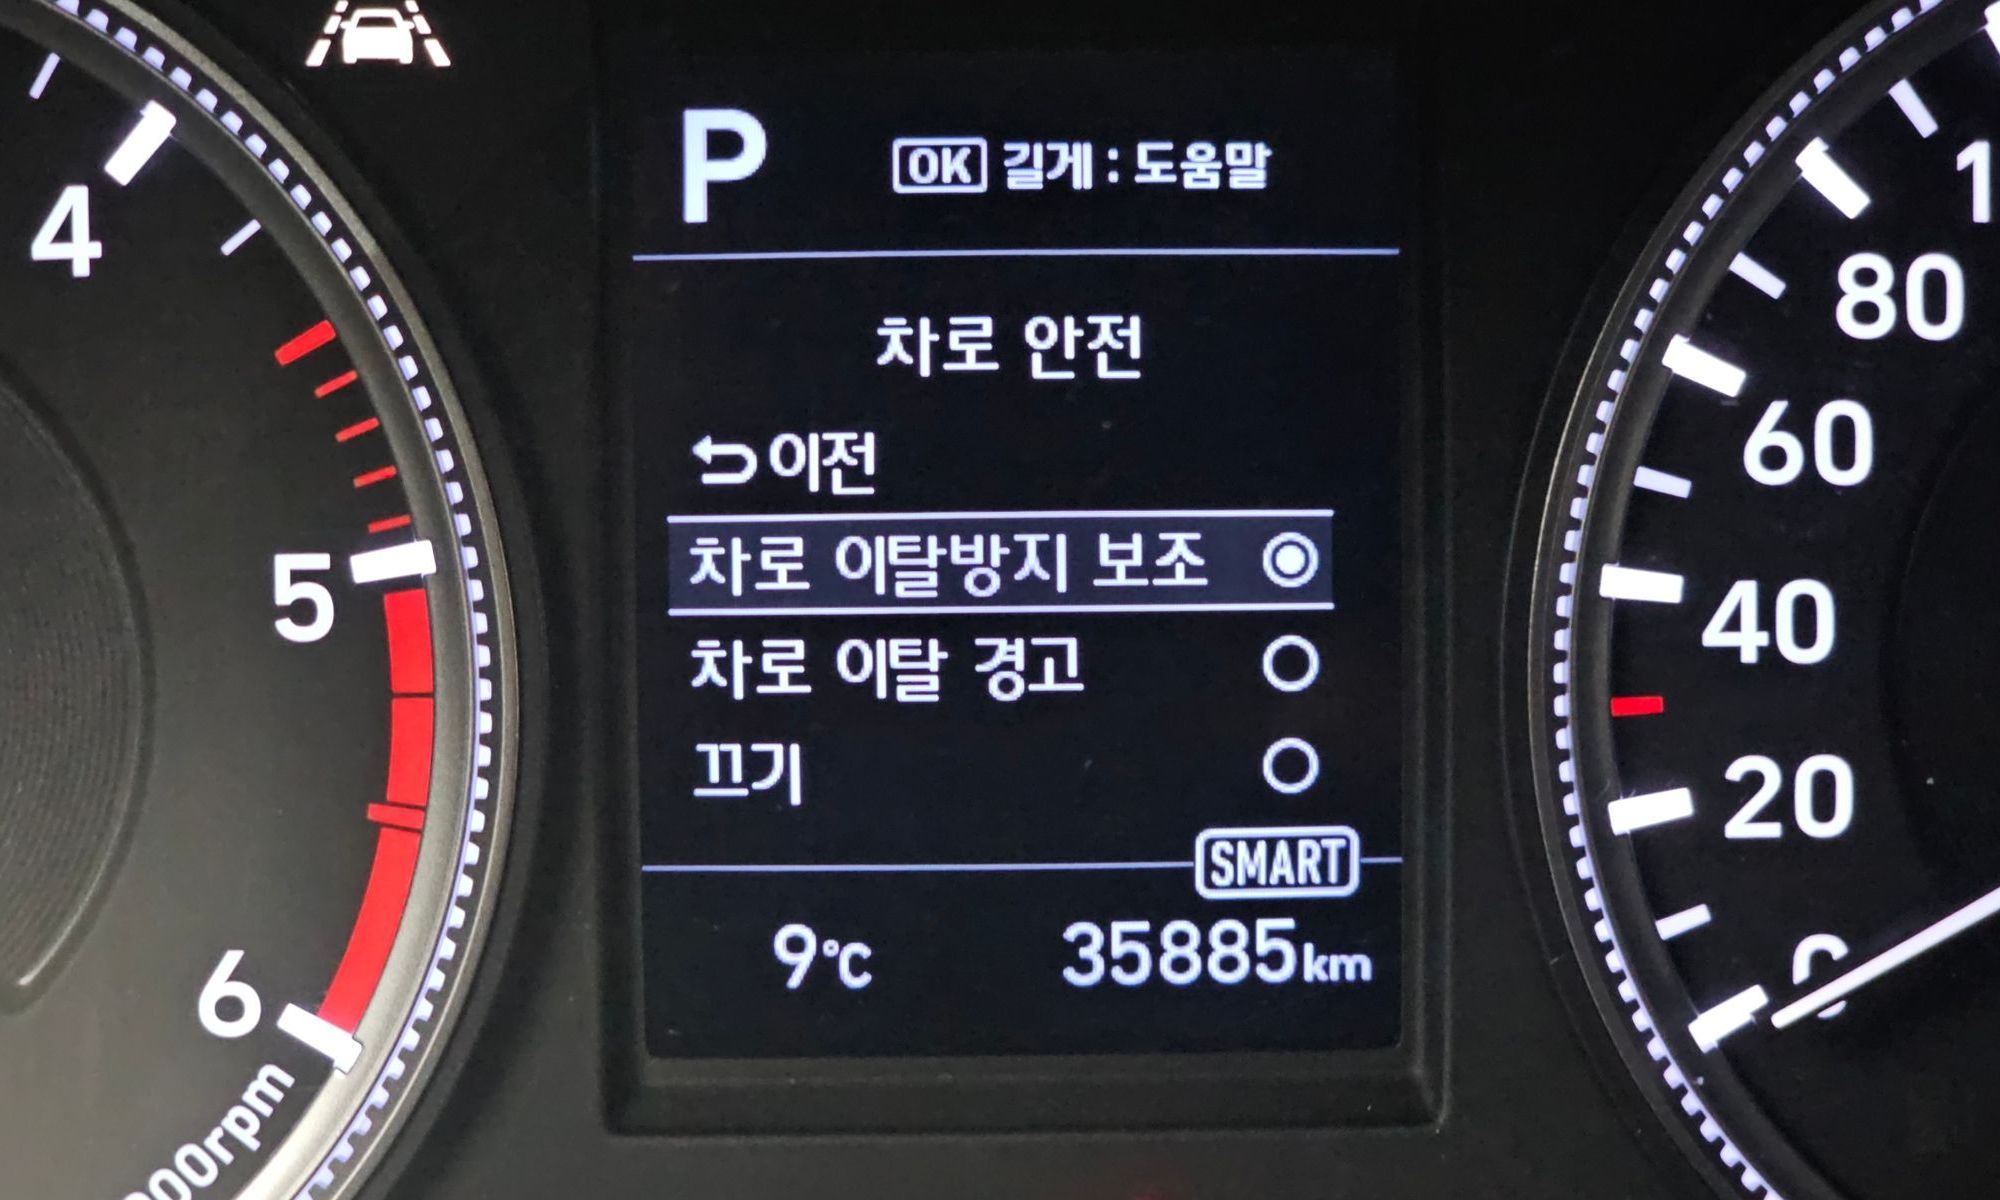 P
OK 길게 : 도움말
차로 안전
이전
차로 이탈방지 보조
차로 이탈 경고
끄기
SMART
9℃ 35885km
4
5
6
80
60
40
20
0